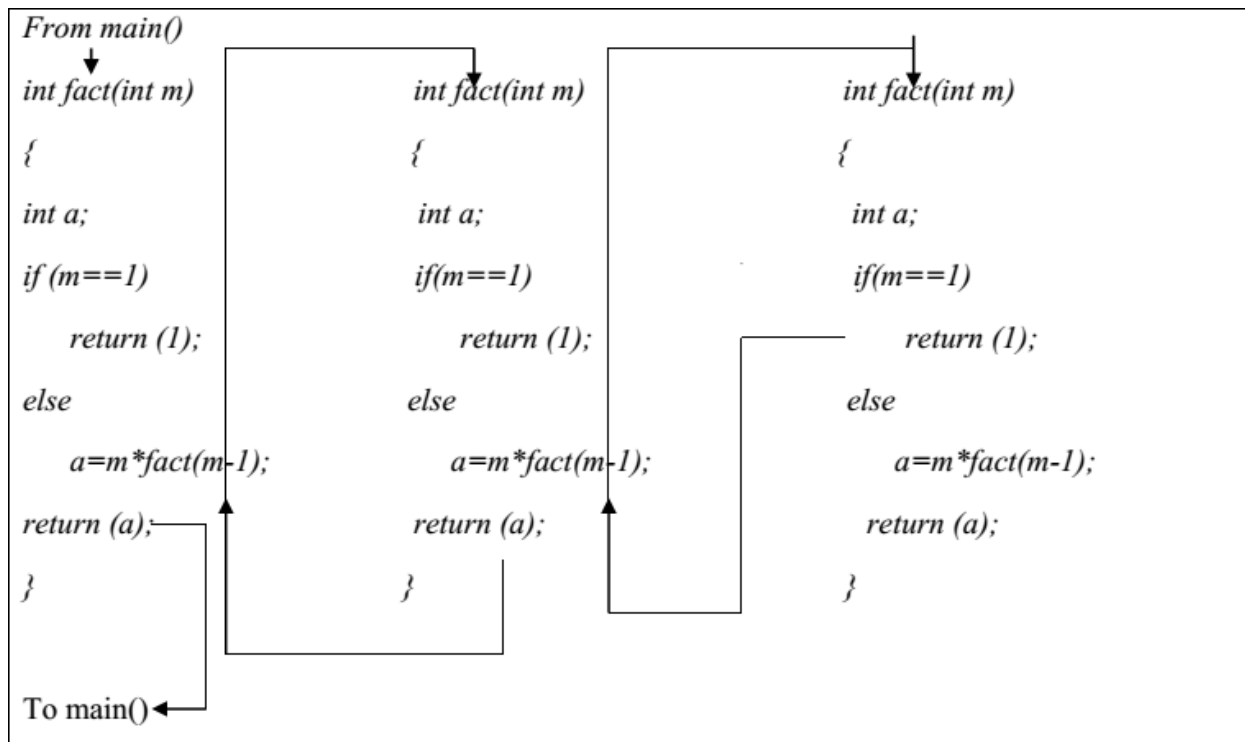 From main()
int fact(int m)
{
int a;
if (m==1)
return (1);
else
a=m*fact(m-1);
return (a);
}
To main()
int fact(int m)
{
int a;
if(m==1)
return (1);
else
a=m*fact(m-1);
return (a);
}
int fact(int m)
{
int a;
if(m==1)
return (1);
else
a=m*fact(m-1);
return (a);
}